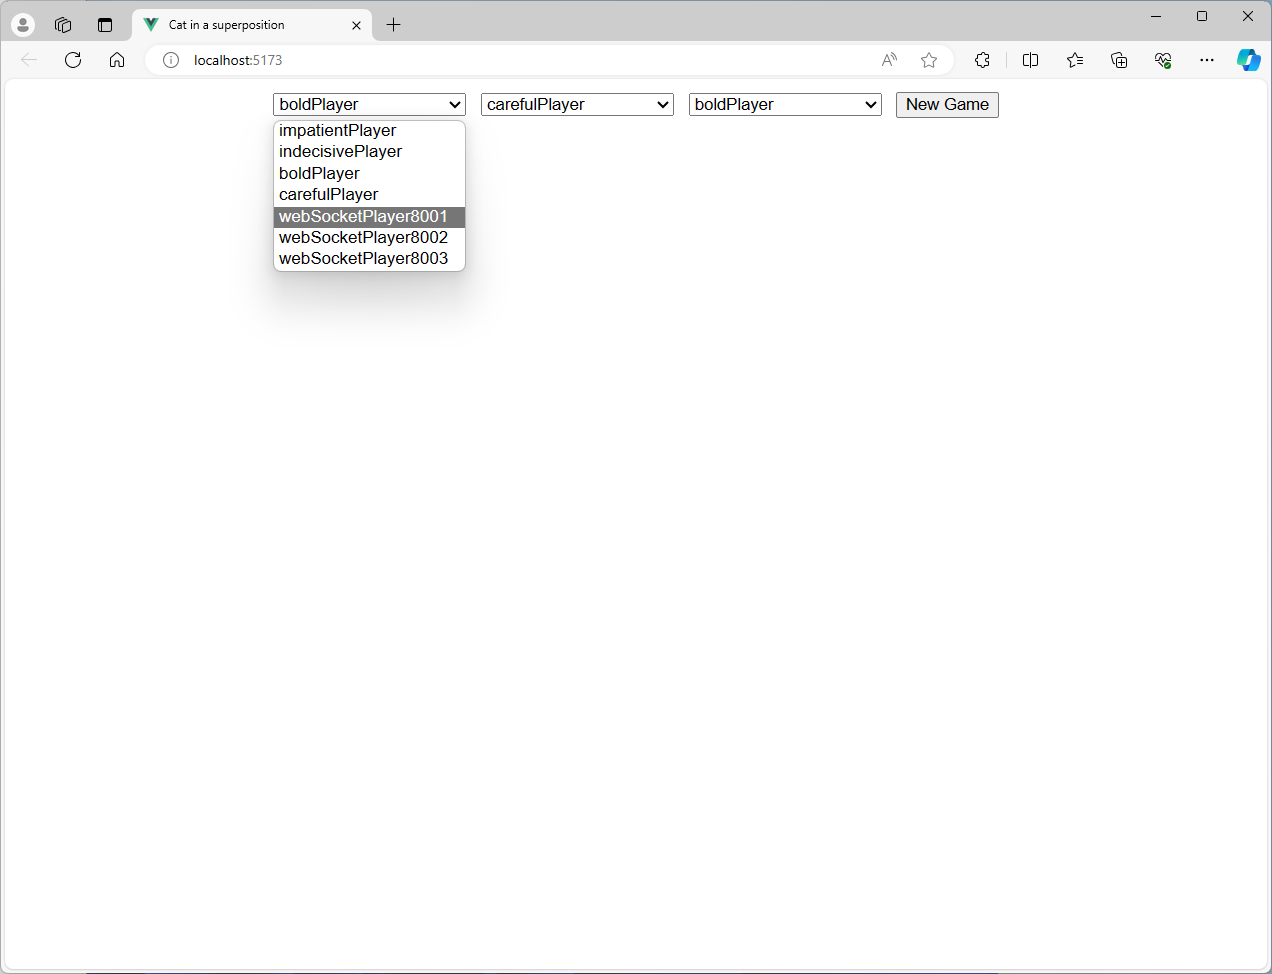 Cat in a superposition
localhost:5173
boldPlayer carefulPlayer boldPlayer New Game
impatientPlayer
indecisivePlayer
boldPlayer
carefulPlayer
webSocketPlayer8001
webSocketPlayer8002
webSocketPlayer8003